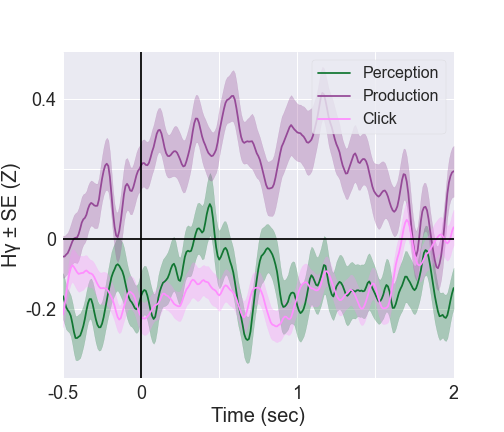 Perception
Production
Click
0.4
0
-0.2
Hγ ± SE (Z)
-0.5
0
1
2
Time (sec)